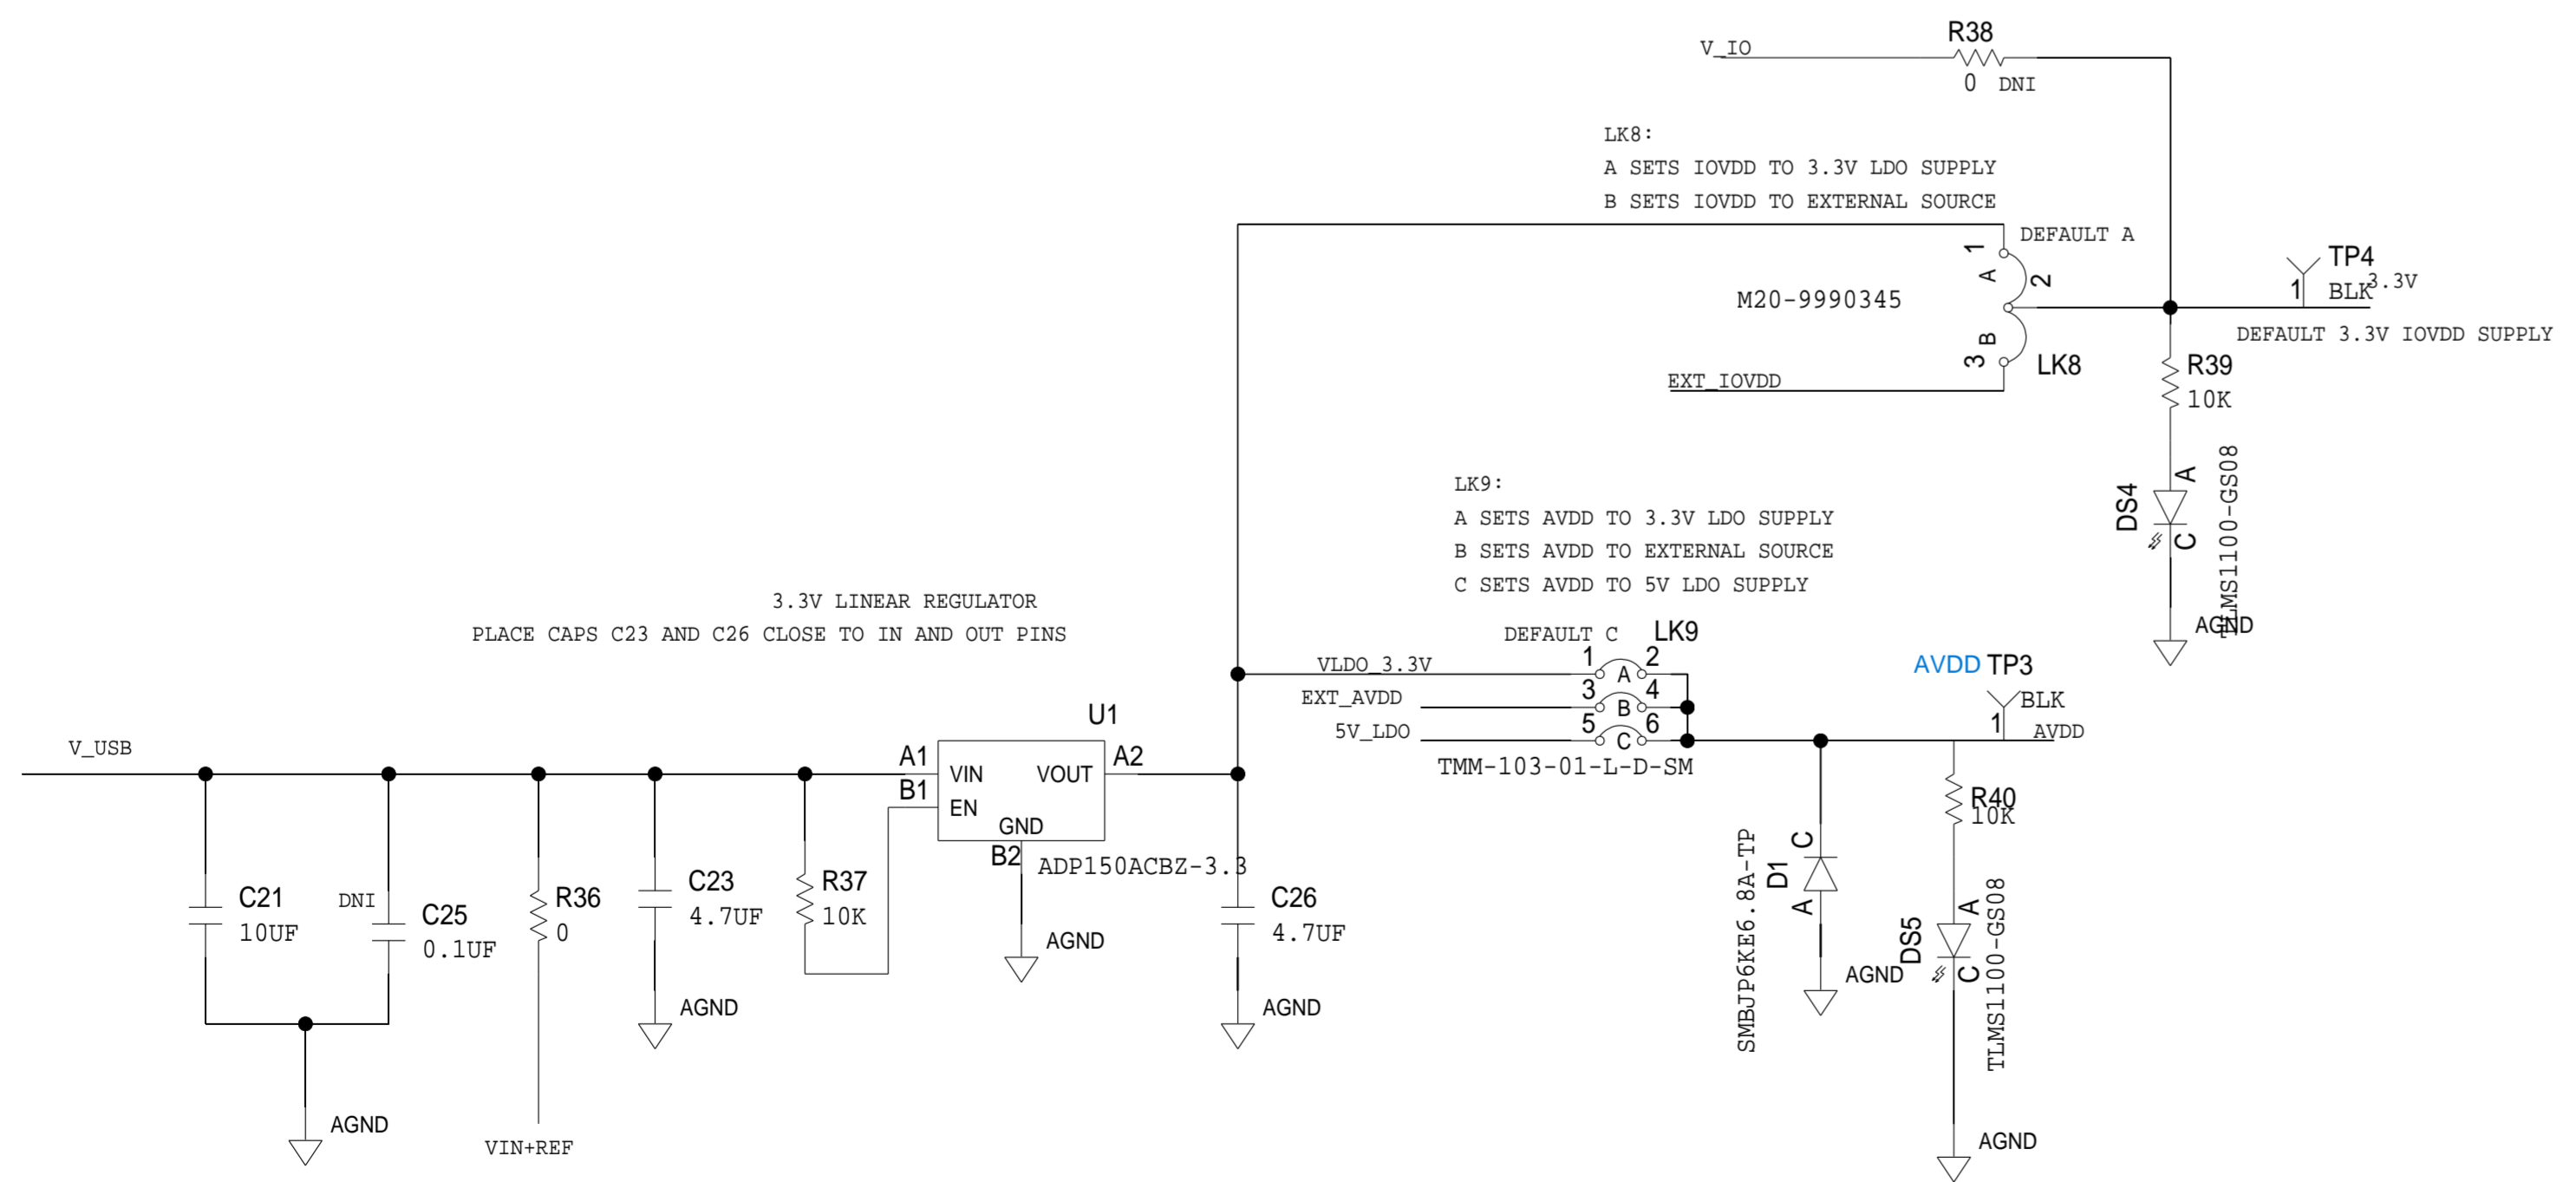 R38
V_IO
0 DNI
LK8:
A SETS IOVDD TO 3.3V LDO SUPPLY
B SETS IOVDD TO EXTERNAL SOURCE
DEFAULT A
1
A
2
M20-9990345
B
3
LK8
EXT_IOVDD
TP4
3.3V
1
BLK
DEFAULT 3.3V IOVDD SUPPLY
R39
10K
A
DS4
C
TLMS1100-GS08
AGND
LK9:
A SETS AVDD TO 3.3V LDO SUPPLY
B SETS AVDD TO EXTERNAL SOURCE
C SETS AVDD TO 5V LDO SUPPLY
3.3V LINEAR REGULATOR
PLACE CAPS C23 AND C26 CLOSE TO IN AND OUT PINS
DEFAULT C
LK9
VLDO_3.3V
1 A 2
EXT_AVDD
3 B 4
5V_LDO
5 C 6
TMM-103-01-L-D-SM
AVDD TP3
BLK
1
AVDD
V_USB
U1
A1
VIN
VOUT
A2
B1
EN
GND
B2
ADP150ACBZ-3.3
AGND
C21
10UF
DNI
C25
0.1UF
AGND
R36
0
VIN+REF
C23
4.7UF
AGND
R37
10K
C26
4.7UF
AGND
SMBJP6KE6.8A-TP
D1
C
A
AGND
R40
10K
A
DS5
C
TLMS1100-GS08
AGND